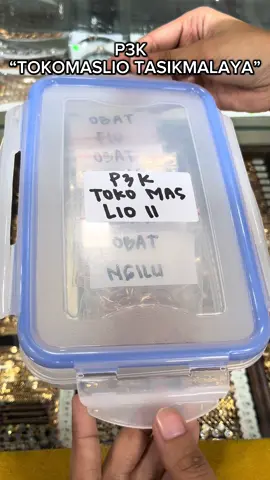 P3K
“TOKOMASLIO TASIKMALAYA”
OBAT
FLU
OBAT
P3K
TOKO MAS
LIO II
OBAT
NGILU